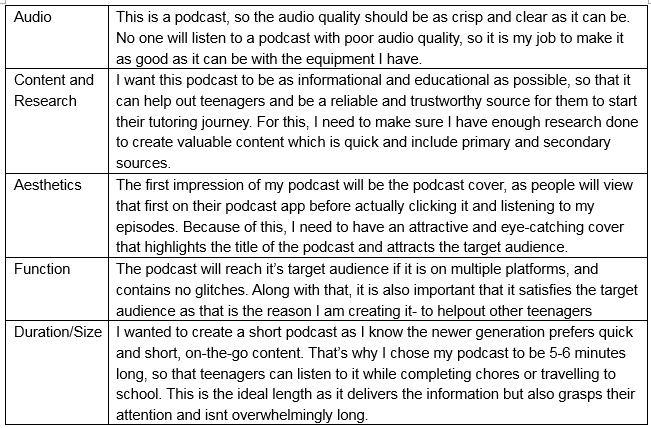 Audio
This is a podcast, so the audio quality should be as crisp and clear as it can be.
No one will listen to a podcast with poor audio quality, so it is my job to make it
as good as it can be with the equipment I have.
Content and
Research
I want this podcast to be as informational and educational as possible, so that it
can help out teenagers and be a reliable and trustworthy source for them to start
their tutoring journey. For this, I need to make sure I have enough research done
to create valuable content which is quick and include primary and secondary
sources.
Aesthetics
The first impression of my podcast will be the podcast cover, as people will view
that first on their podcast app before actually clicking it and listening to my
episodes. Because of this, I need to have an attractive and eye-catching cover
that highlights the title of the podcast and attracts the target audience.
Function
The podcast will reach it’s target audience if it is on multiple platforms, and
contains no glitches. Along with that, it is also important that it satisfies the target
audience as that is the reason I am creating it- to helpout other teenagers
Duration/Size
I wanted to create a short podcast as I know the newer generation prefers quick
and short, on-the-go content. That’s why I chose my podcast to be 5-6 minutes
long, so that teenagers can listen to it while completing chores or travelling to
school. This is the ideal length as it delivers the information but also grasps their
attention and isnt overwhelmingly long.